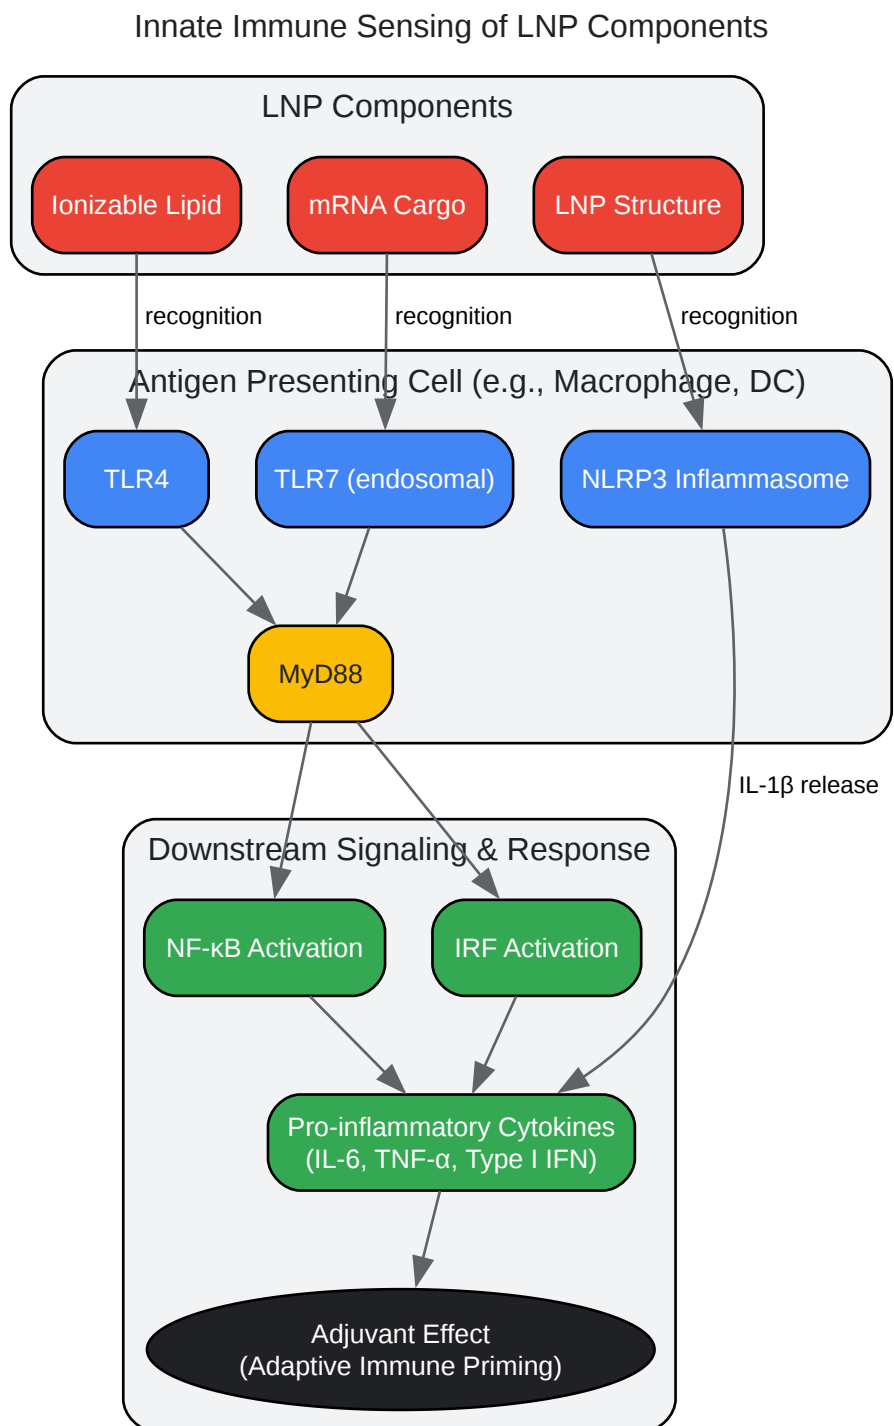 Innate Immune Sensing of LNP Components
LNP Components
Ionizable Lipid
mRNA Cargo
LNP Structure
recognition
recognition
recognition
Antigen Presenting Cell (e.g., Macrophage, DC)
TLR4
TLR7 (endosomal)
NLRP3 Inflammasome
MyD88
IL-1β release
Downstream Signaling & Response
NF-κB Activation
IRF Activation
Pro-inflammatory Cytokines
(IL-6, TNF-α, Type I IFN)
Adjuvant Effect
(Adaptive Immune Priming)